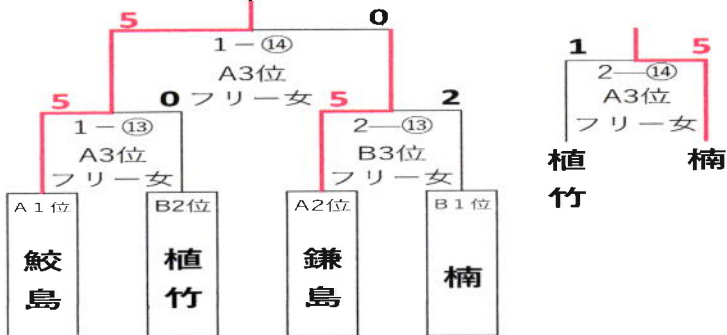 5 0
1－⑭
A3位
フリー女
5 0 5 2
1－⑬
A3位
フリー女
2―⑬
B3位
フリー女
A1位 B2位 A2位 B1位
鮫島 植竹 鎌島 楠
1 5
2―⑭
A3位
フリー女
植竹 楠